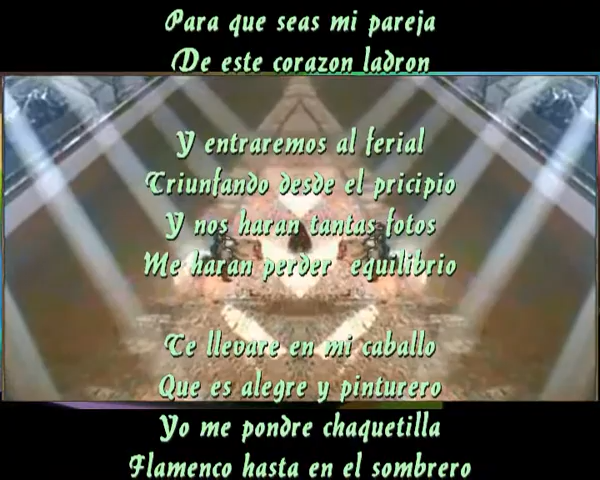 Para que seas mi pareja
De este corazon ladron
Y entraremos al ferial
Triunfando desde el pricipio
Y nos haran tantas fotos
Me haran perder equilibrio
Te llevare en mi caballo
Que es alegre y pinturero
Yo me pondre chaquetilla
Flamenco hasta en el sombrero